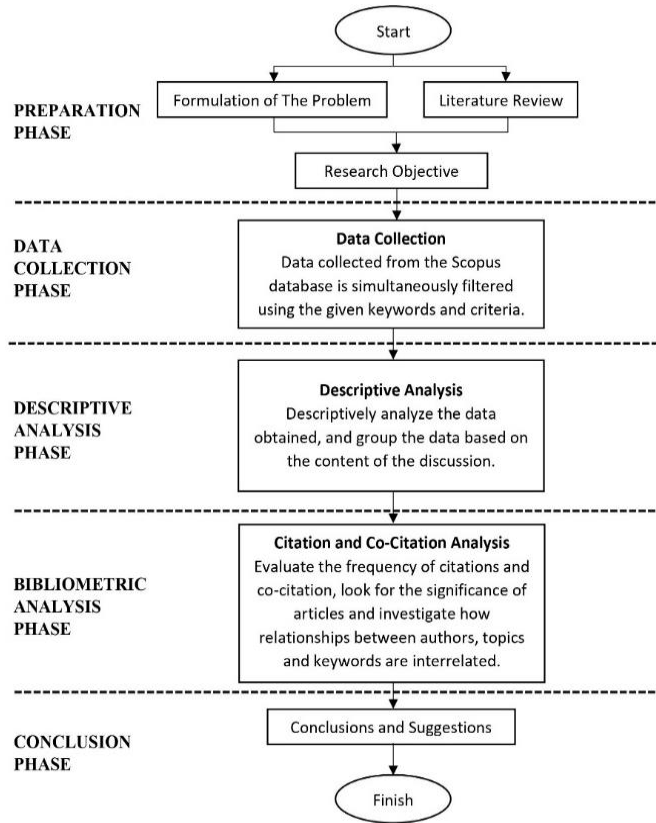 Start
PREPARATION
PHASE
Formulation of The Problem
Literature Review
Research Objective
DATA
COLLECTION
PHASE
Data Collection
Data collected from the Scopus
database is simultaneously filtered
using the given keywords and criteria.
DESCRIPTIVE
ANALYSIS
PHASE
Descriptive Analysis
Descriptively analyze the data
obtained, and group the data based on
the content of the discussion.
BIBLIOMETRIC
ANALYSIS
PHASE
Citation and Co-Citation Analysis
Evaluate the frequency of citations and
co-citation, look for the significance of
articles and investigate how
relationships between authors, topics
and keywords are interrelated.
CONCLUSION
PHASE
Conclusions and Suggestions
Finish